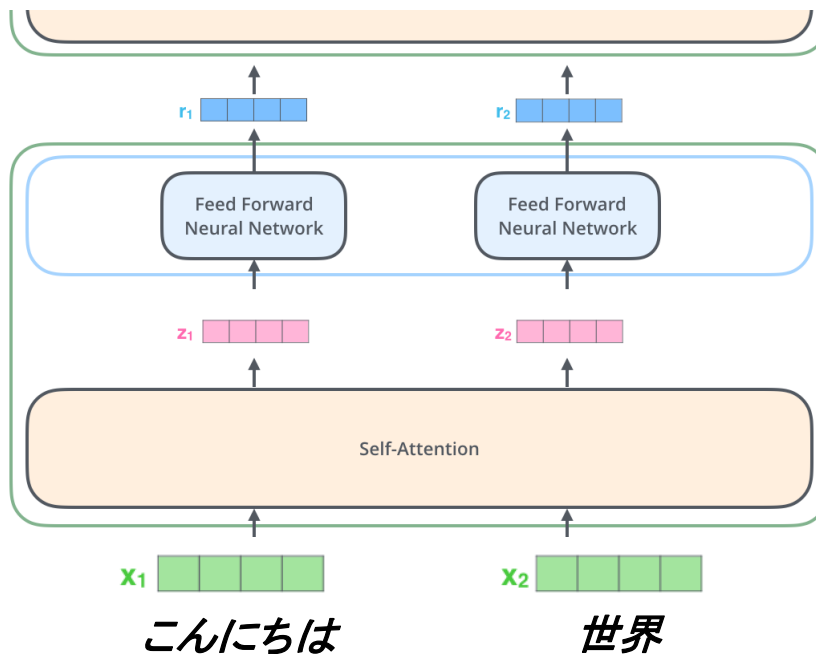 r1 r2
Feed Forward Neural Network Feed Forward Neural Network
z1 z2
Self-Attention
x1 x2
こんにちは 世界